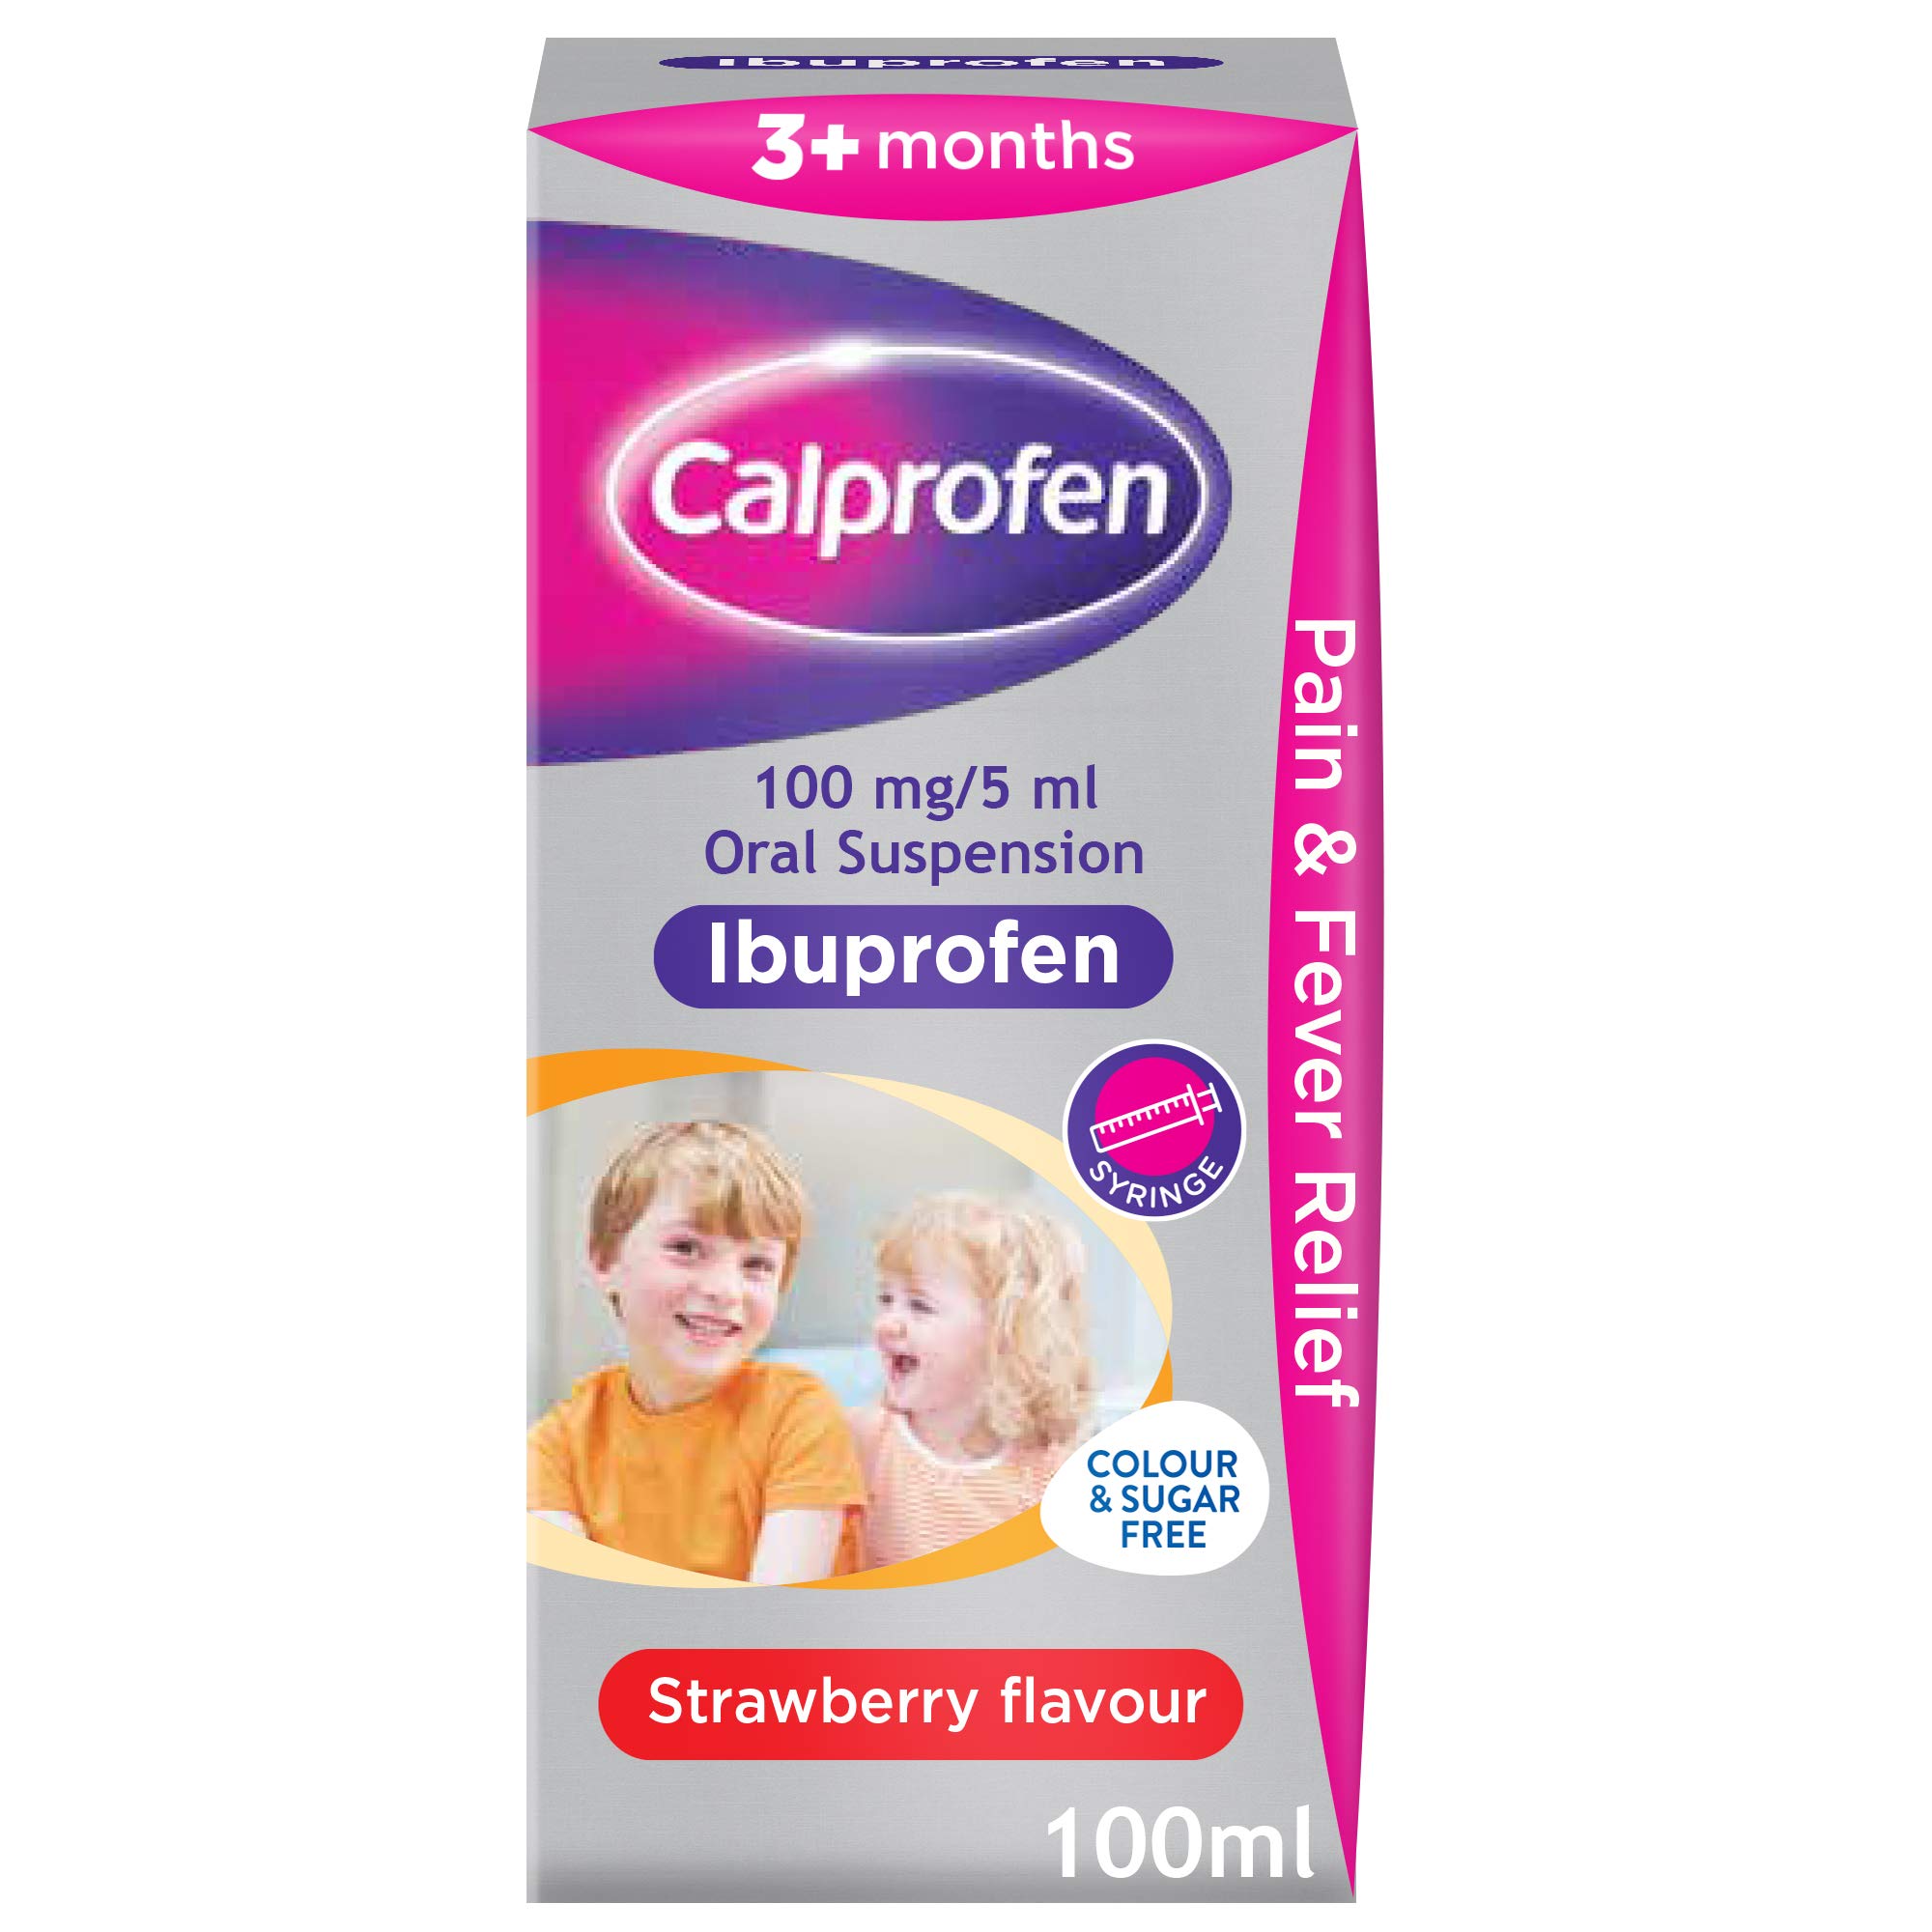 Ibuprofen
3+ months
Calprofen
100 mg/5 ml
Oral Suspension
Ibuprofen
SYRINGE
COLOUR
& SUGAR
FREE
Strawberry flavour
100ml
Pain & Fever Relief